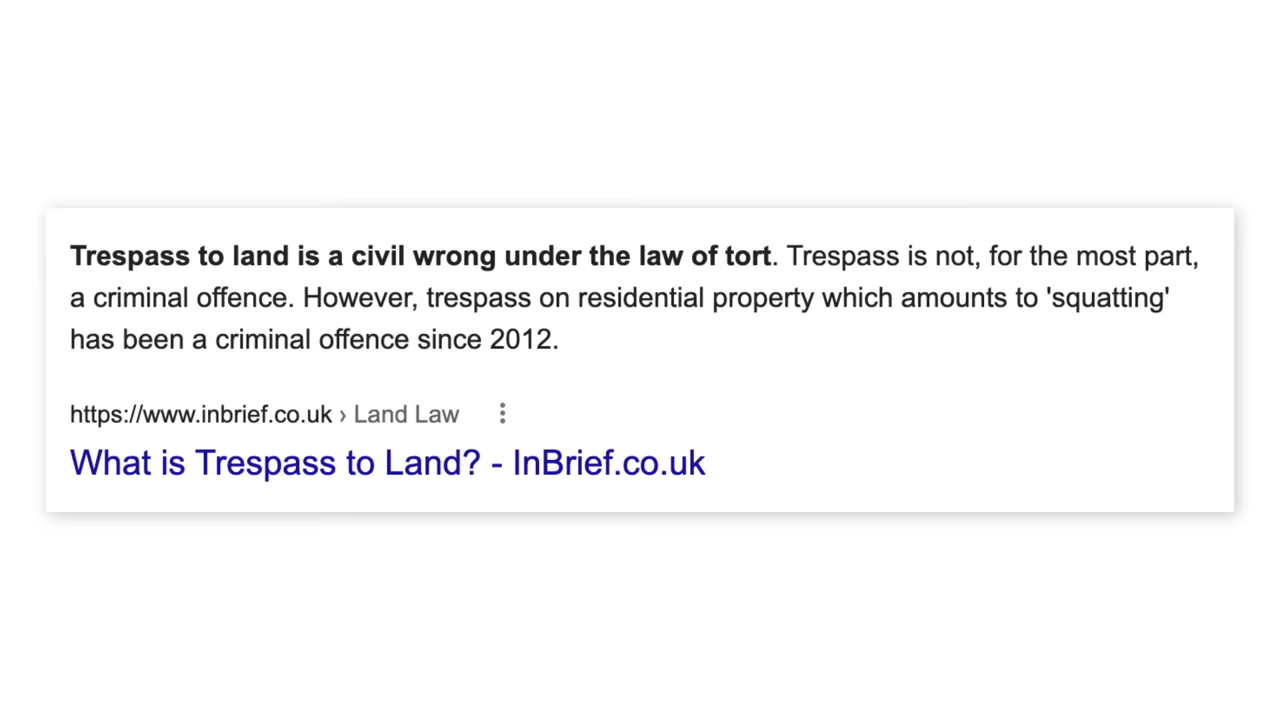 Trespass to land is a civil wrong under the law of tort. Trespass is not, for the most part,
a criminal offence. However, trespass on residential property which amounts to 'squatting'
has been a criminal offence since 2012.
https://www.inbrief.co.uk › Land Law
What is Trespass to Land? - InBrief.co.uk